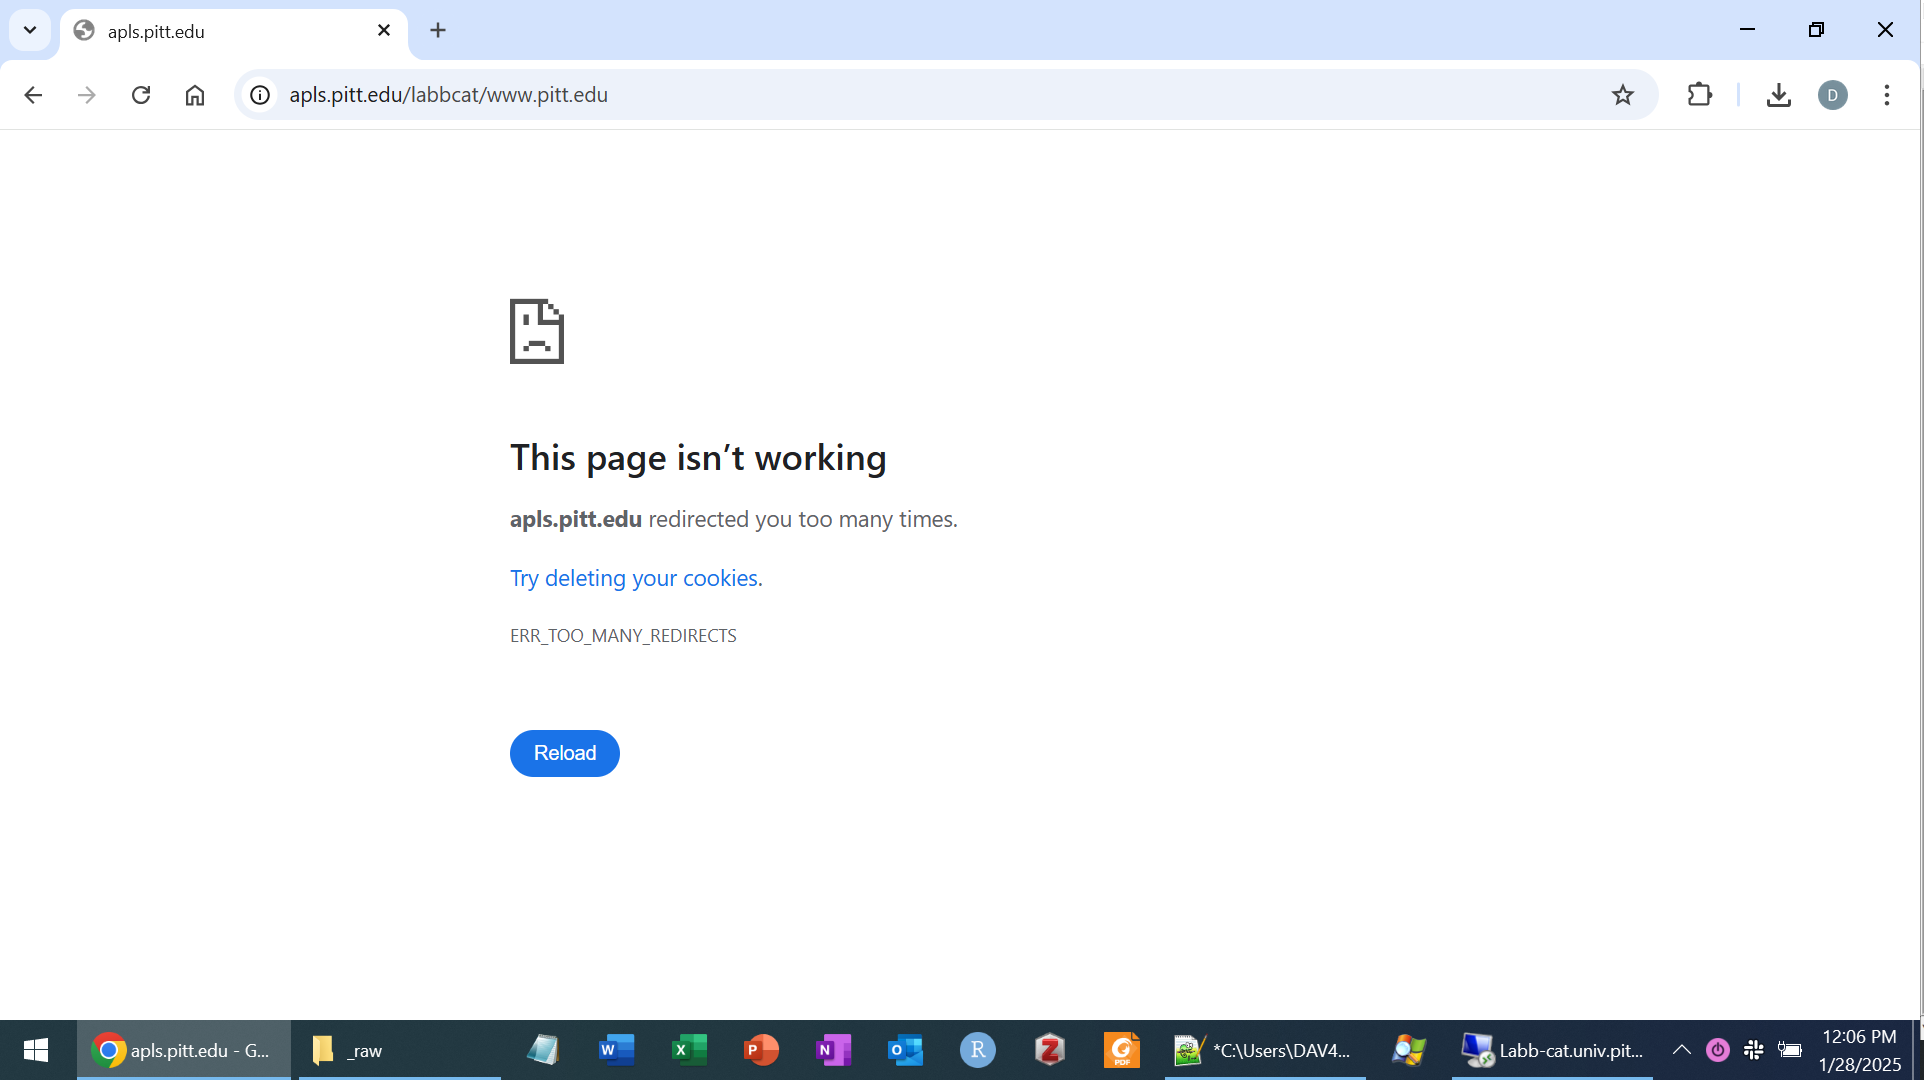 apls.pitt.edu
apls.pitt.edu/labbcat/www.pitt.edu
D
This page isn’t working
apls.pitt.edu redirected you too many times.
Try deleting your cookies.
ERR_TOO_MANY_REDIRECTS
Reload
apls.pitt.edu - G...
_raw
W
X
P
N
O
R
Z
PDF
*C:\Users\DAV4...
Labb-cat.univ.pit...
12:06 PM
1/28/2025